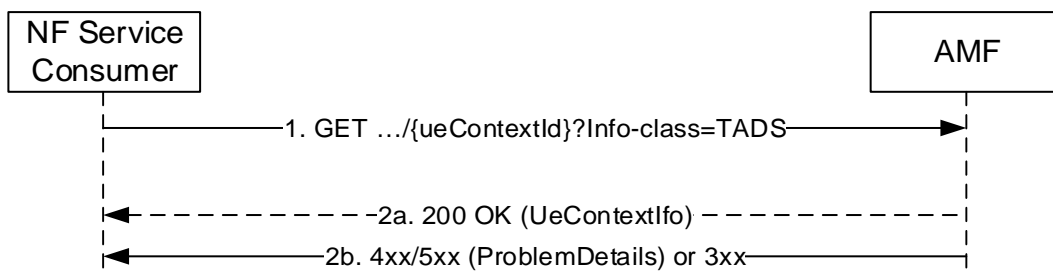 NF Service
Consumer
AMF
1. GET …/{ueContextId}?Info-class=TADS
2a. 200 OK (UeContextIfo)
2b. 4xx/5xx (ProblemDetails) or 3xx